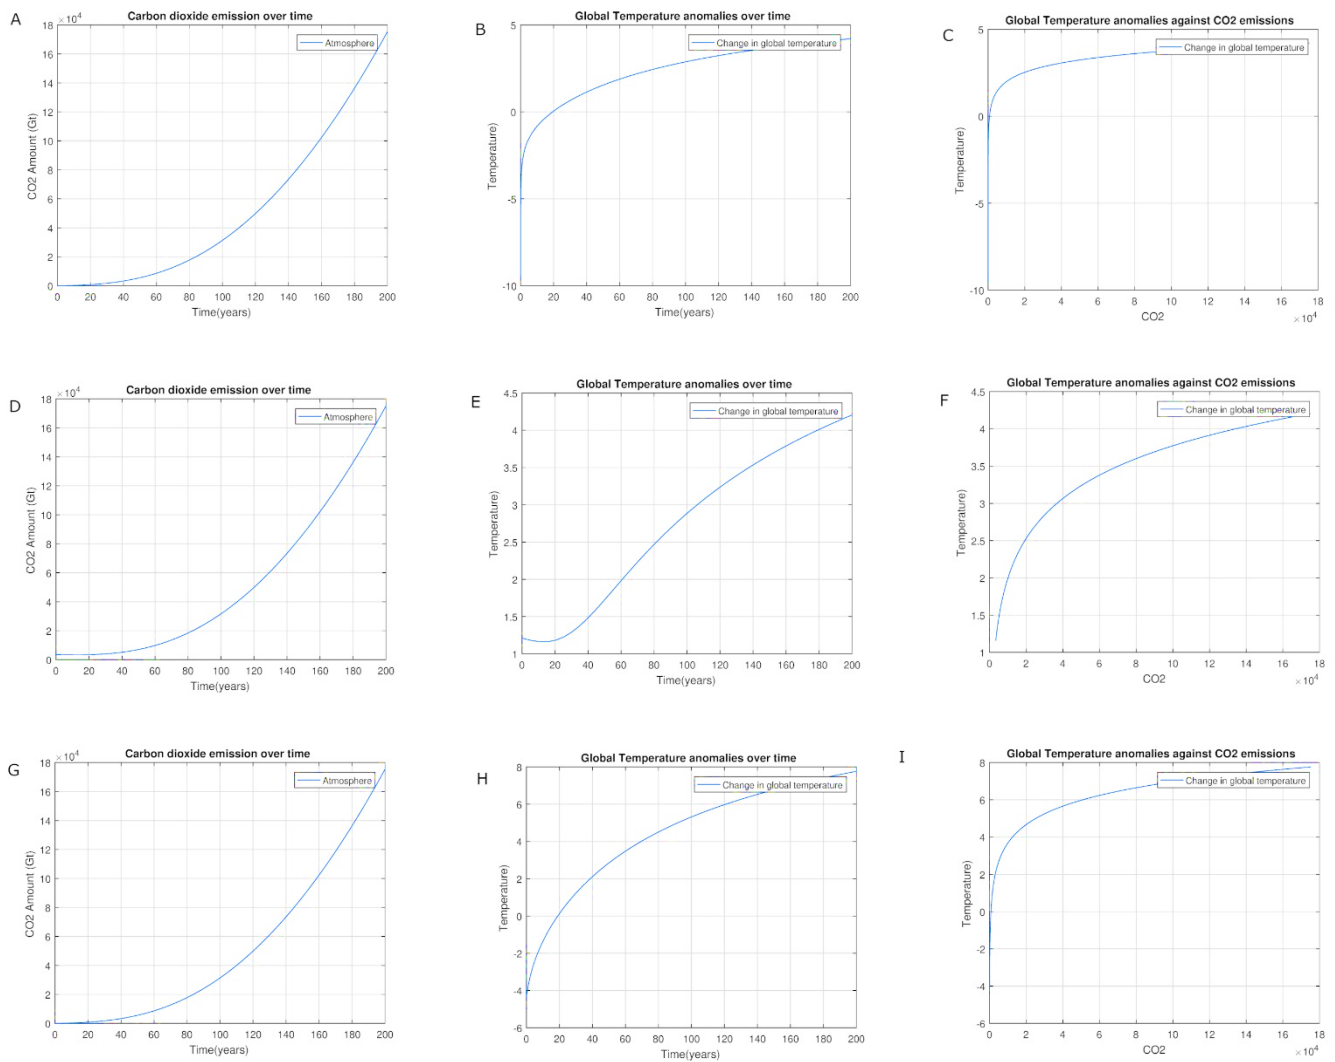 A
Carbon dioxide emission over time
×10⁴
18
16
14
12
10
8
6
4
2
0
CO2 Amount (Gt)
Atmosphere
0 20 40 60 80 100 120 140 160 180 200
Time(years)
B
Global Temperature anomalies over time
5
0
-5
-10
Temperature)
Change in global temperature
0 20 40 60 80 100 120 140 160 180 200
Time(years)
C
Global Temperature anomalies against CO2 emissions
5
0
-5
-10
Temperature)
Change in global temperature
0 2 4 6 8 10 12 14 16 18
CO2
×10⁴
D
Carbon dioxide emission over time
×10⁴
18
16
14
12
10
8
6
4
2
0
CO2 Amount (Gt)
Atmosphere
0 20 40 60 80 100 120 140 160 180 200
Time(years)
E
Global Temperature anomalies over time
4.5
4
3.5
3
2.5
2
1.5
1
Temperature)
Change in global temperature
0 20 40 60 80 100 120 140 160 180 200
Time(years)
F
Global Temperature anomalies against CO2 emissions
4.5
4
3.5
3
2.5
2
1.5
1
Temperature)
Change in global temperature
0 2 4 6 8 10 12 14 16 18
CO2
×10⁴
G
Carbon dioxide emission over time
×10⁴
18
16
14
12
10
8
6
4
2
0
CO2 Amount (Gt)
Atmosphere
0 20 40 60 80 100 120 140 160 180 200
Time(years)
H
Global Temperature anomalies over time
8
6
4
2
0
-2
-4
-6
Temperature)
Change in global temperature
0 20 40 60 80 100 120 140 160 180 200
Time(years)
I
Global Temperature anomalies against CO2 emissions
8
6
4
2
0
-2
-4
-6
Temperature)
Change in global temperature
0 2 4 6 8 10 12 14 16 18
CO2
×10⁴